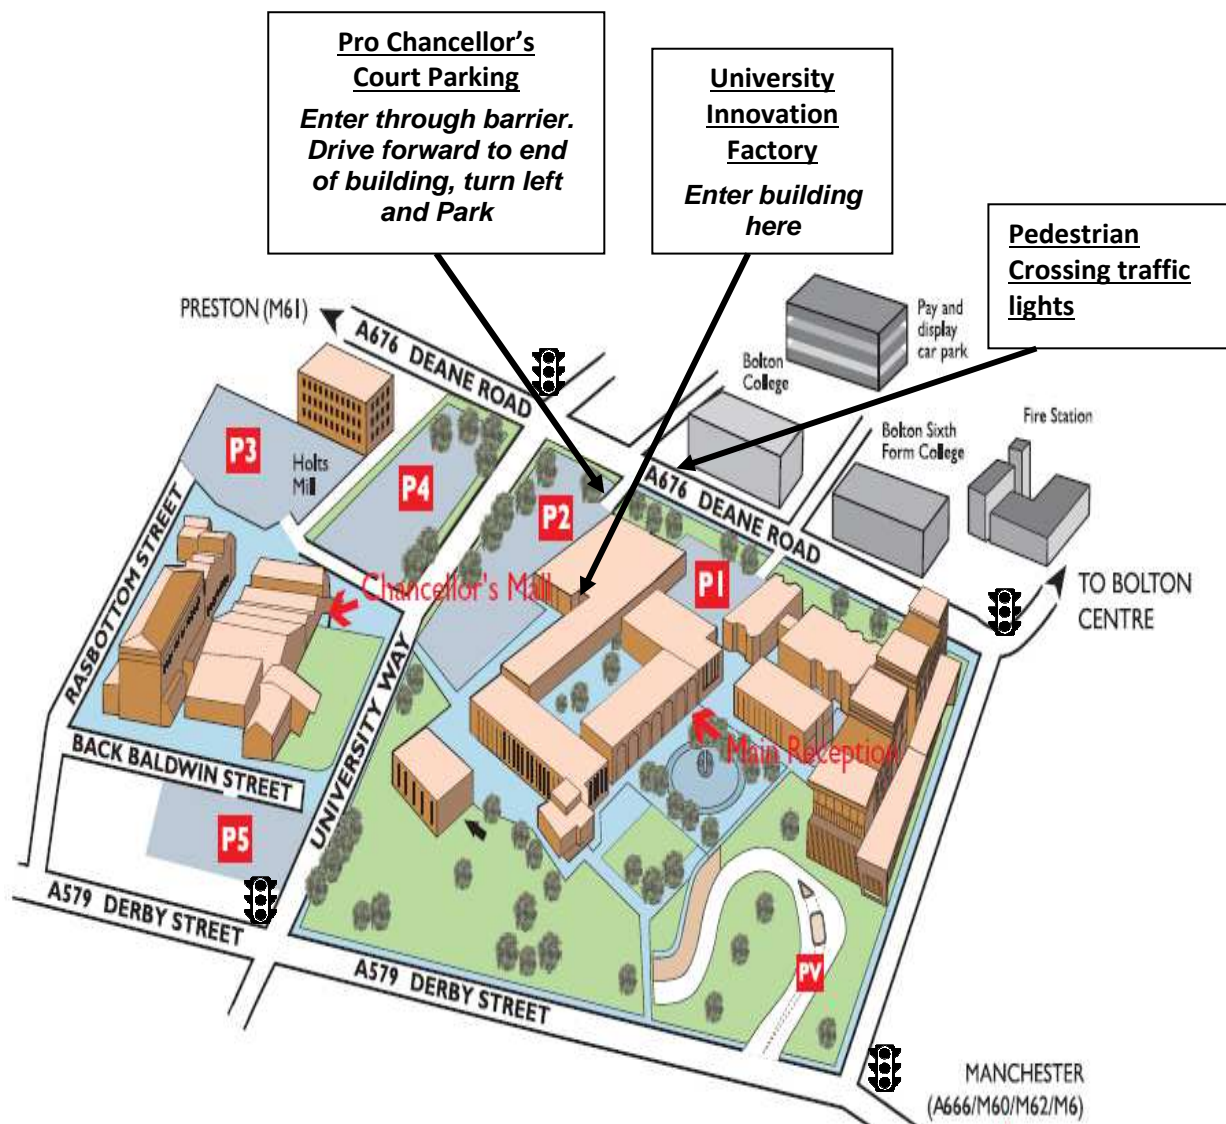 Pro Chancellor’s
Court Parking
Enter through barrier.
Drive forward to end
of building, turn left
and Park
University
Innovation
Factory
Enter building
here
Pedestrian
Crossing traffic
lights
PRESTON (M61)
A676 DEANE ROAD
Pay and
display
car park
Bolton
College
Bolton Sixth
Form College
Fire Station
P3
Holts
Mill
P4
P2
A676 DEANE ROAD
P1
Chancellor's Mall
TO BOLTON
CENTRE
RASBOTTOM STREET
UNIVERSITY WAY
Main Reception
BACK BALDWIN STREET
P5
A579 DERBY STREET
A579 DERBY STREET
PV
MANCHESTER
(A666/M60/M62/M6)